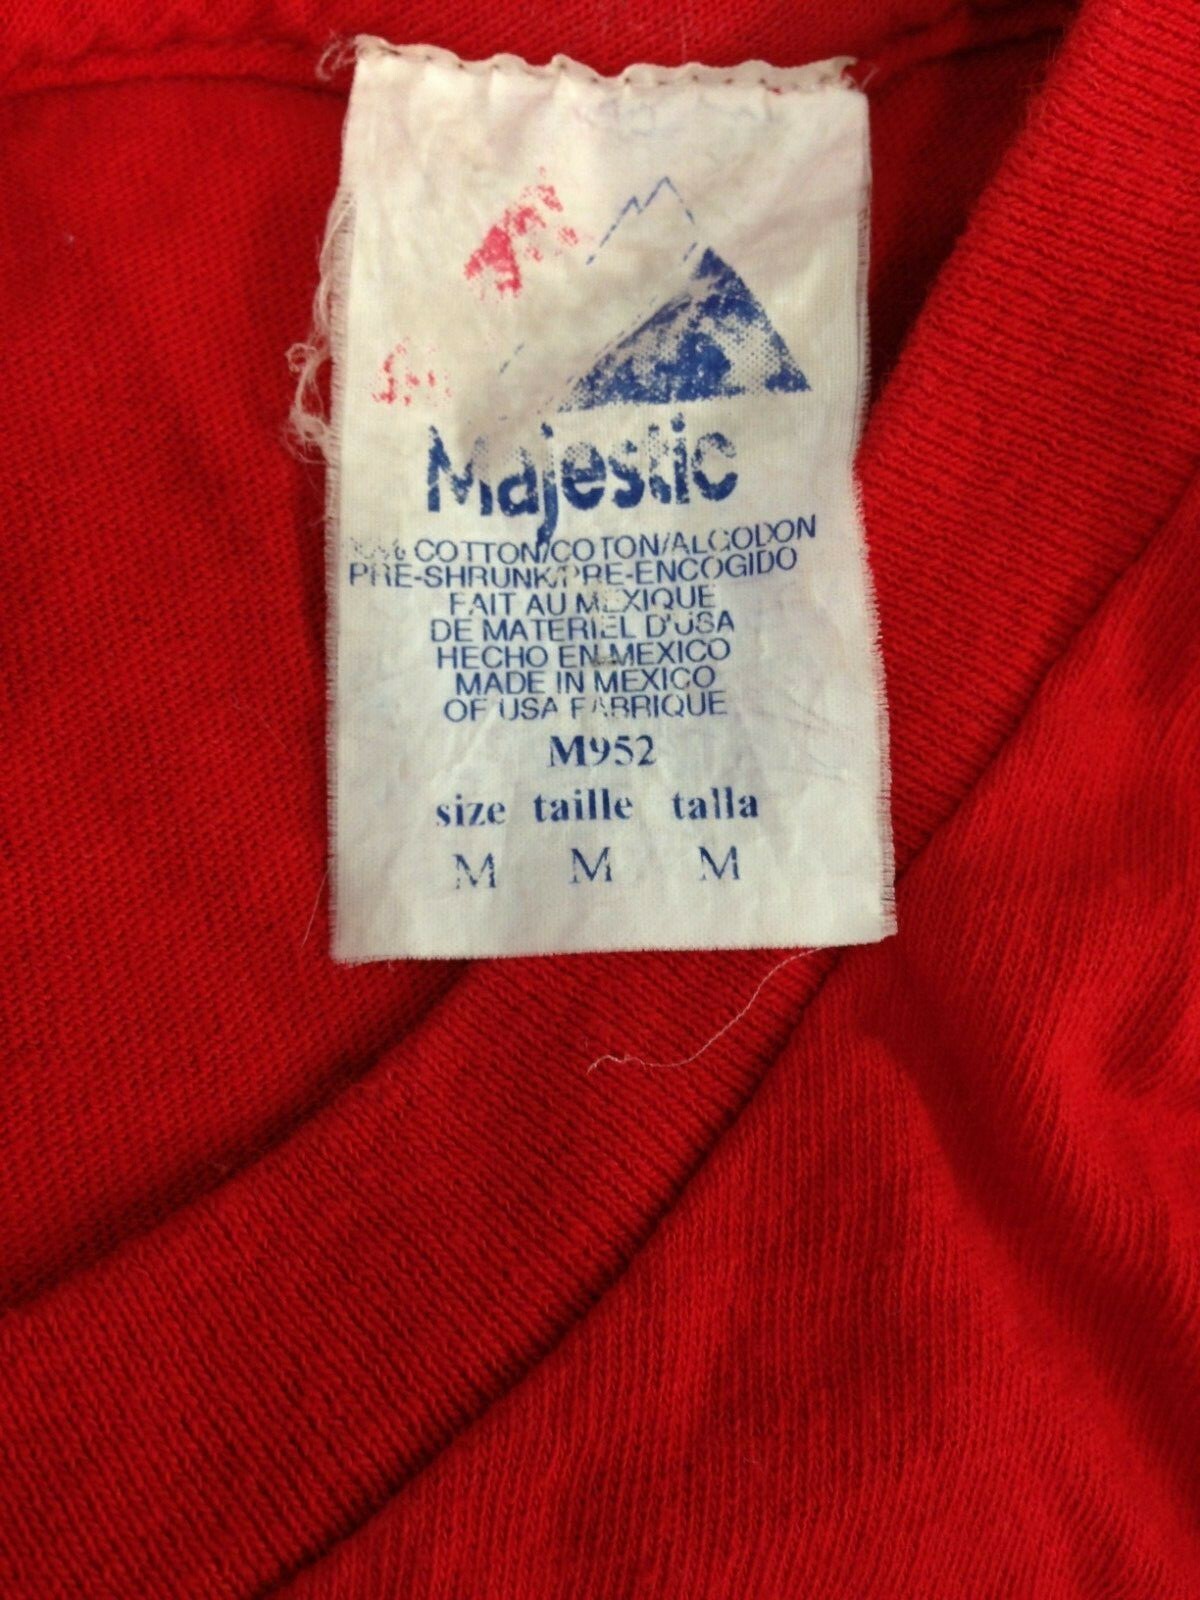 Majestic
COTTON/COTON/ALGODON
PRE-SHRUNK/PRE-ENCOGIDO
FAIT AU MEXIQUE
DE MATERIEL D'USA
HECHO EN MEXICO
MADE IN MEXICO
OF USA FABRIQUE
M952
size taille talla
M M M